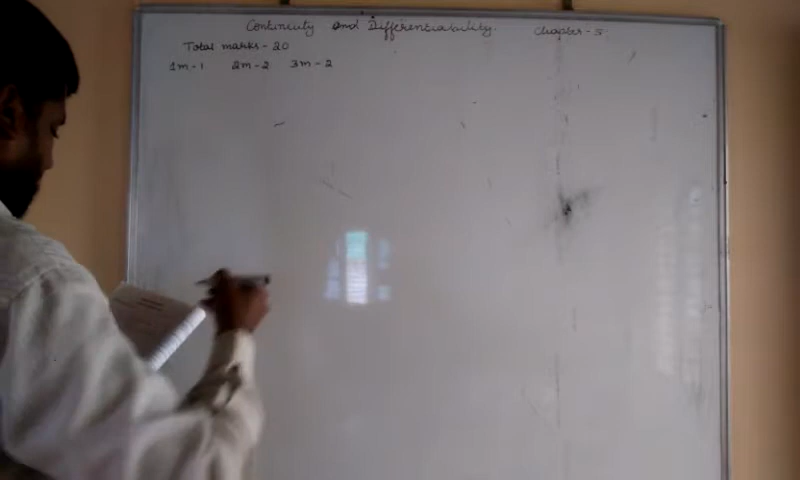 Continuity and Differentiability. Chapter - 5
Total marks - 20
1m - 1 2m - 2 3m - 2